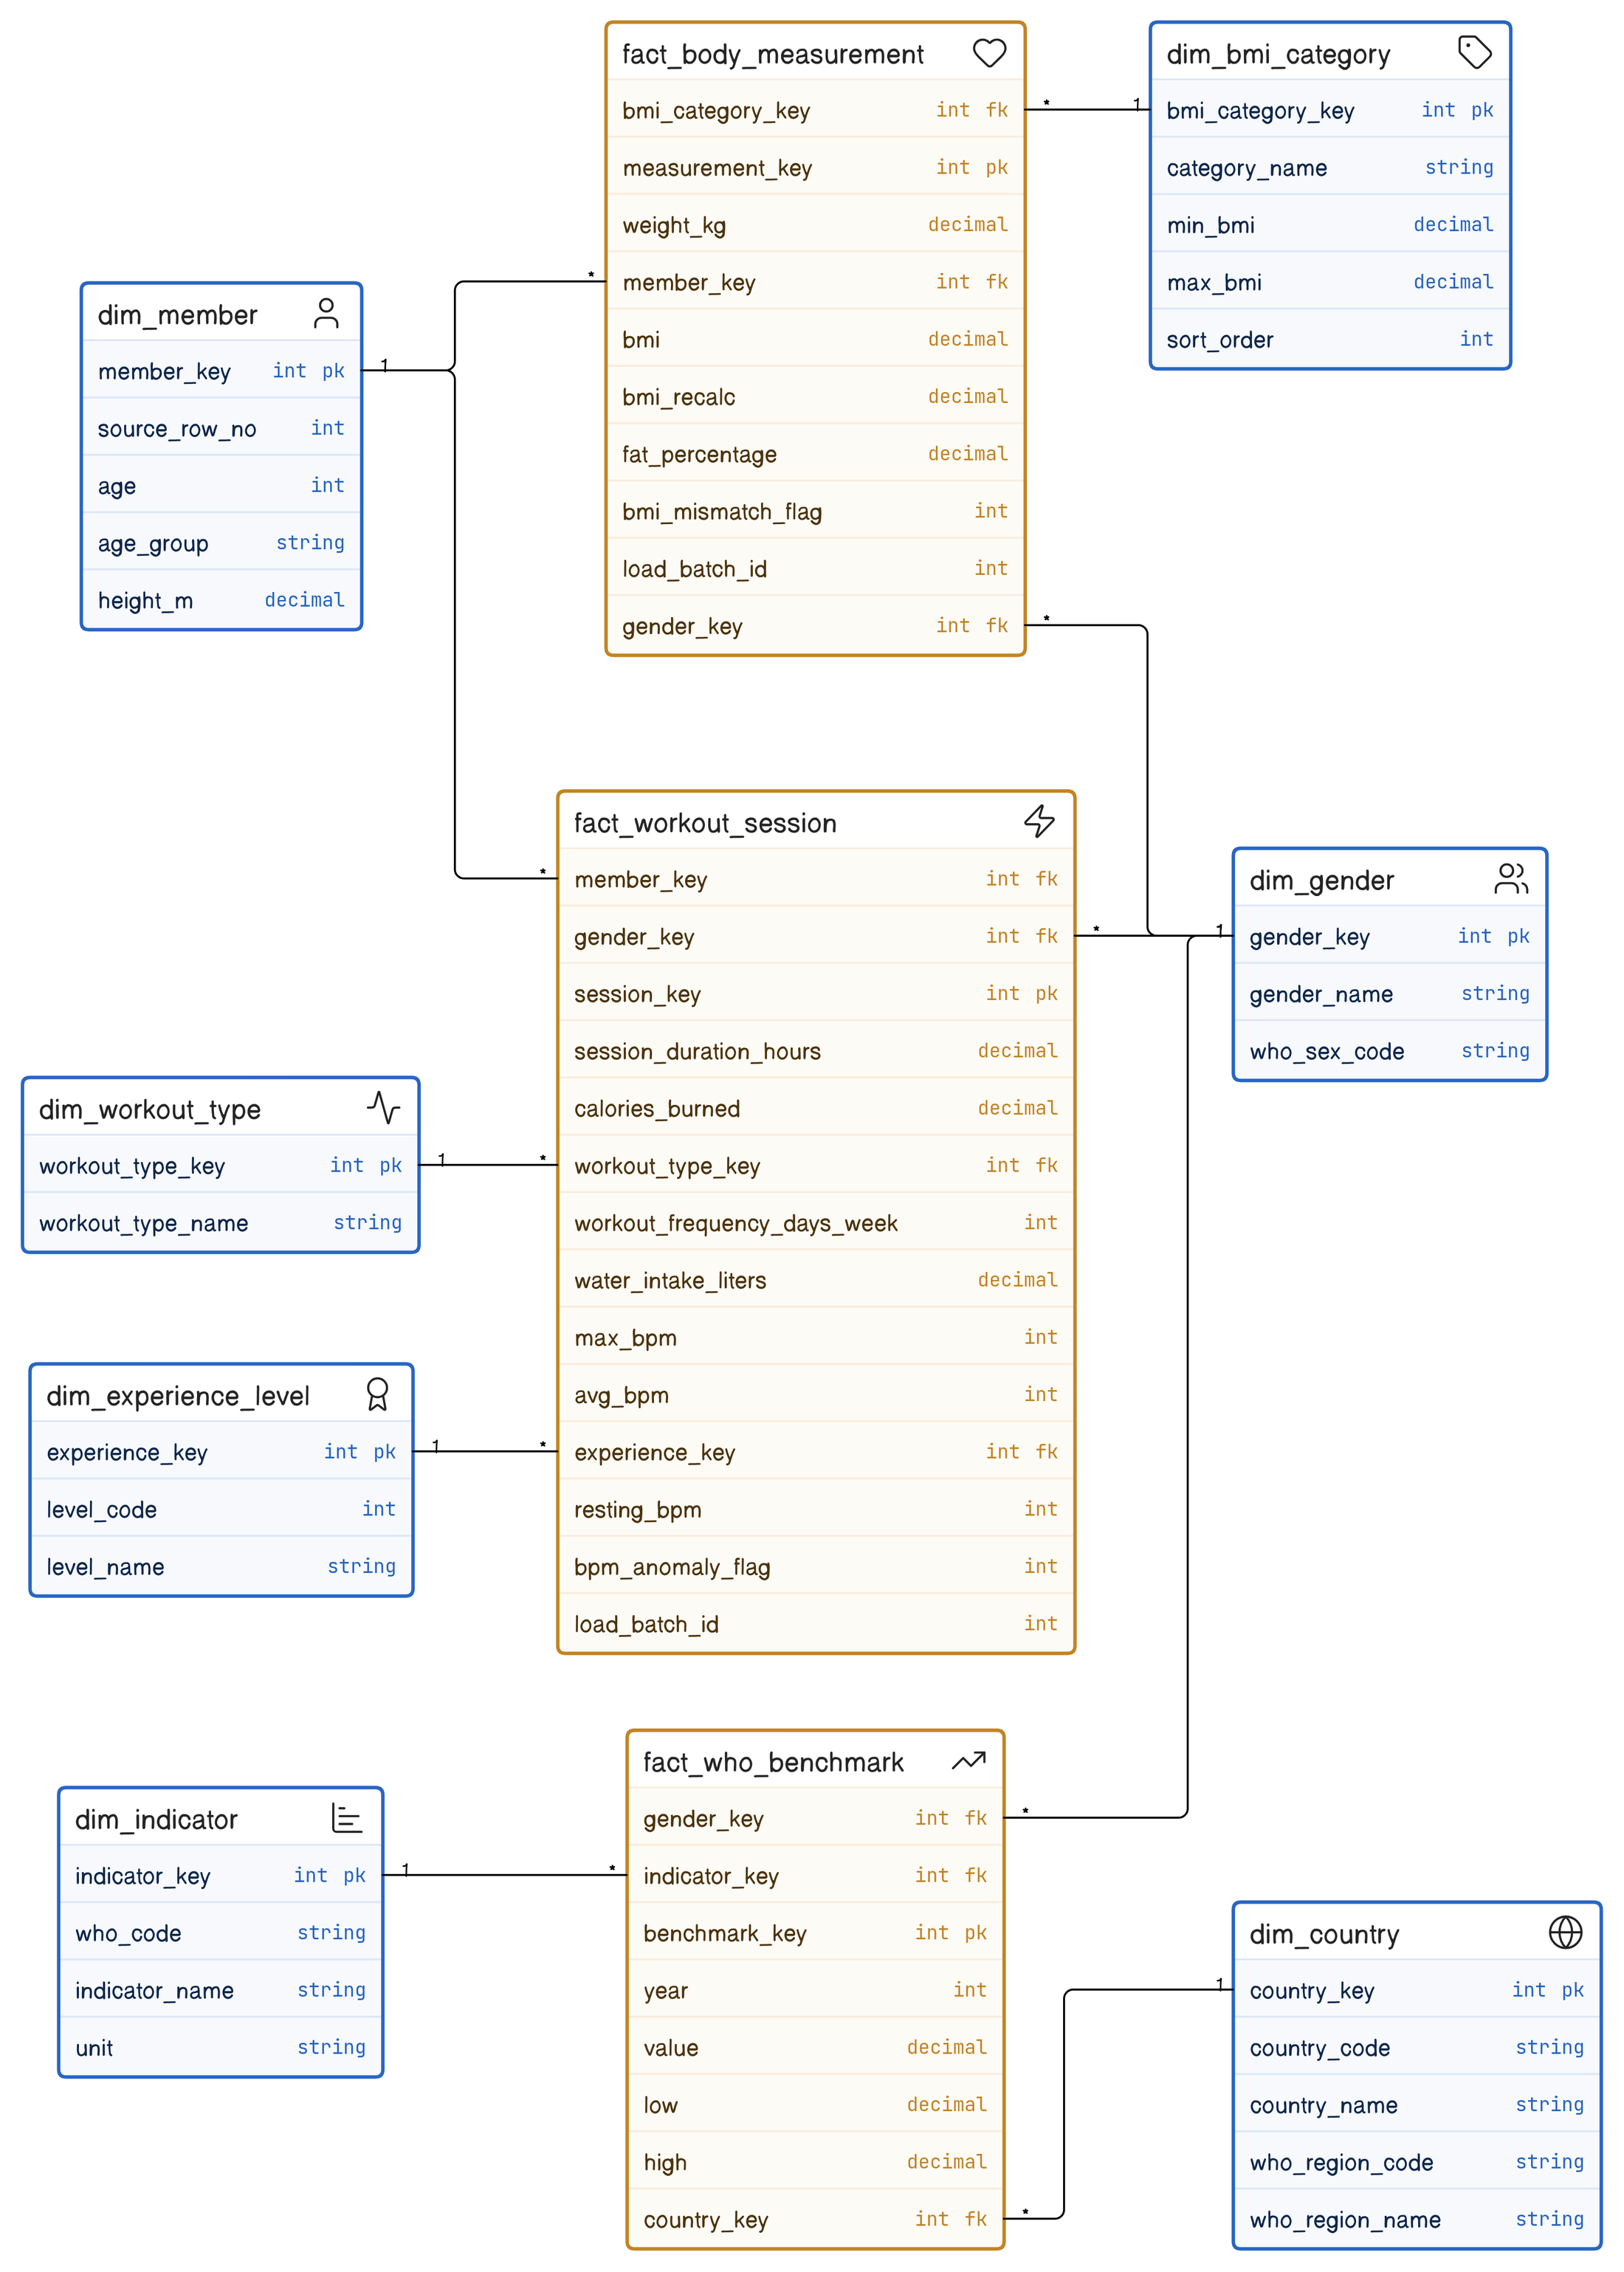 fact_body_measurement
bmi_category_key int fk
measurement_key int pk
weight_kg decimal
member_key int fk
bmi decimal
bmi_recalc decimal
fat_percentage decimal
bmi_mismatch_flag int
load_batch_id int
gender_key int fk
* 1
dim_bmi_category
bmi_category_key int pk
category_name string
min_bmi decimal
max_bmi decimal
sort_order int
dim_member
member_key int pk
source_row_no int
age int
age_group string
height_m decimal
1
*
*
*
fact_workout_session
member_key int fk
gender_key int fk
session_key int pk
session_duration_hours decimal
calories_burned decimal
workout_type_key int fk
workout_frequency_days_week int
water_intake_liters decimal
max_bpm int
avg_bpm int
experience_key int fk
resting_bpm int
bpm_anomaly_flag int
load_batch_id int
* 1
dim_gender
gender_key int pk
gender_name string
who_sex_code string
dim_workout_type
workout_type_key int pk
workout_type_name string
1 *
dim_experience_level
experience_key int pk
level_code int
level_name string
1 *
fact_who_benchmark
gender_key int fk
indicator_key int fk
benchmark_key int pk
year int
value decimal
low decimal
high decimal
country_key int fk
*
dim_indicator
indicator_key int pk
who_code string
indicator_name string
unit string
1 *
dim_country
country_key int pk
country_code string
country_name string
who_region_code string
who_region_name string
1
*